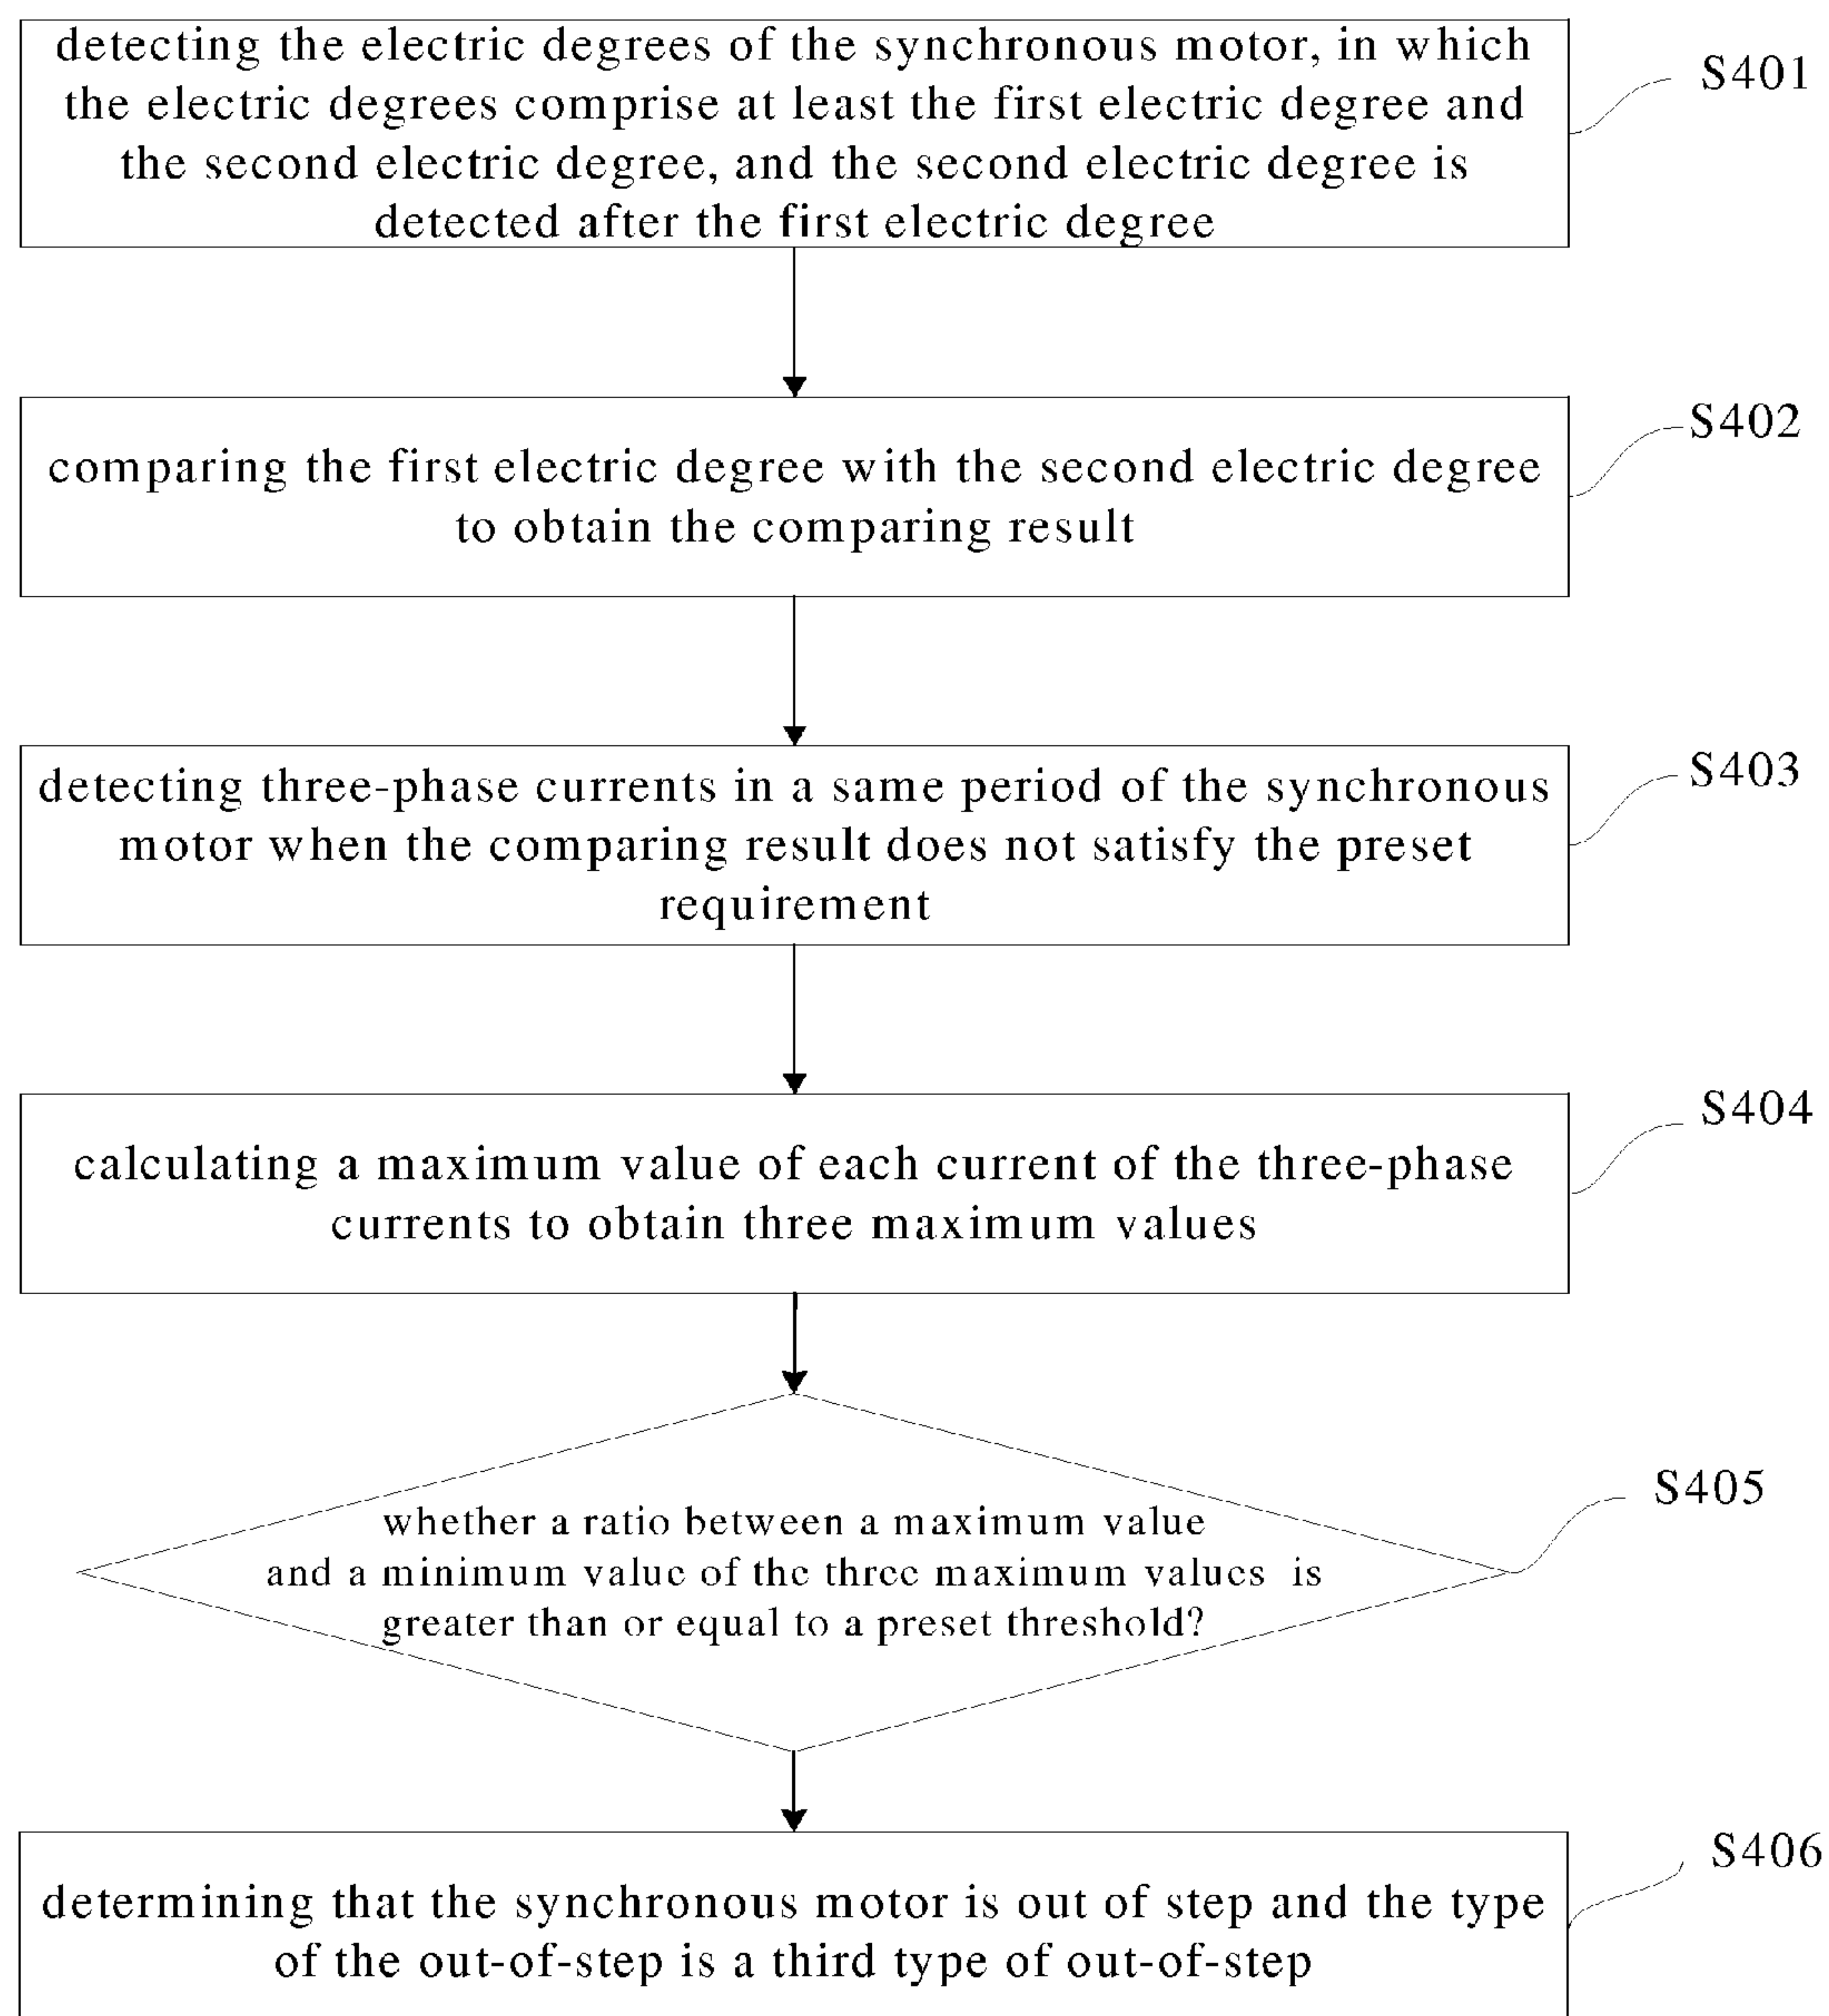 detecting the electric degrees of the synchronous motor, in which
the electric degrees comprise at least the first electric degree and
the second electric degree, and the second electric degree is
detected after the first electric degree
S401
comparing the first electric degree with the second electric degree
to obtain the comparing result
S402
detecting three-phase currents in a same period of the synchronous
motor when the comparing result does not satisfy the preset
requirement
S403
calculating a maximum value of each current of the three-phase
currents to obtain three maximum values
S404
whether a ratio between a maximum value
and a minimum value of the three maximum values is
greater than or equal to a preset threshold?
S405
determining that the synchronous motor is out of step and the type
of the out-of-step is a third type of out-of-step
S406